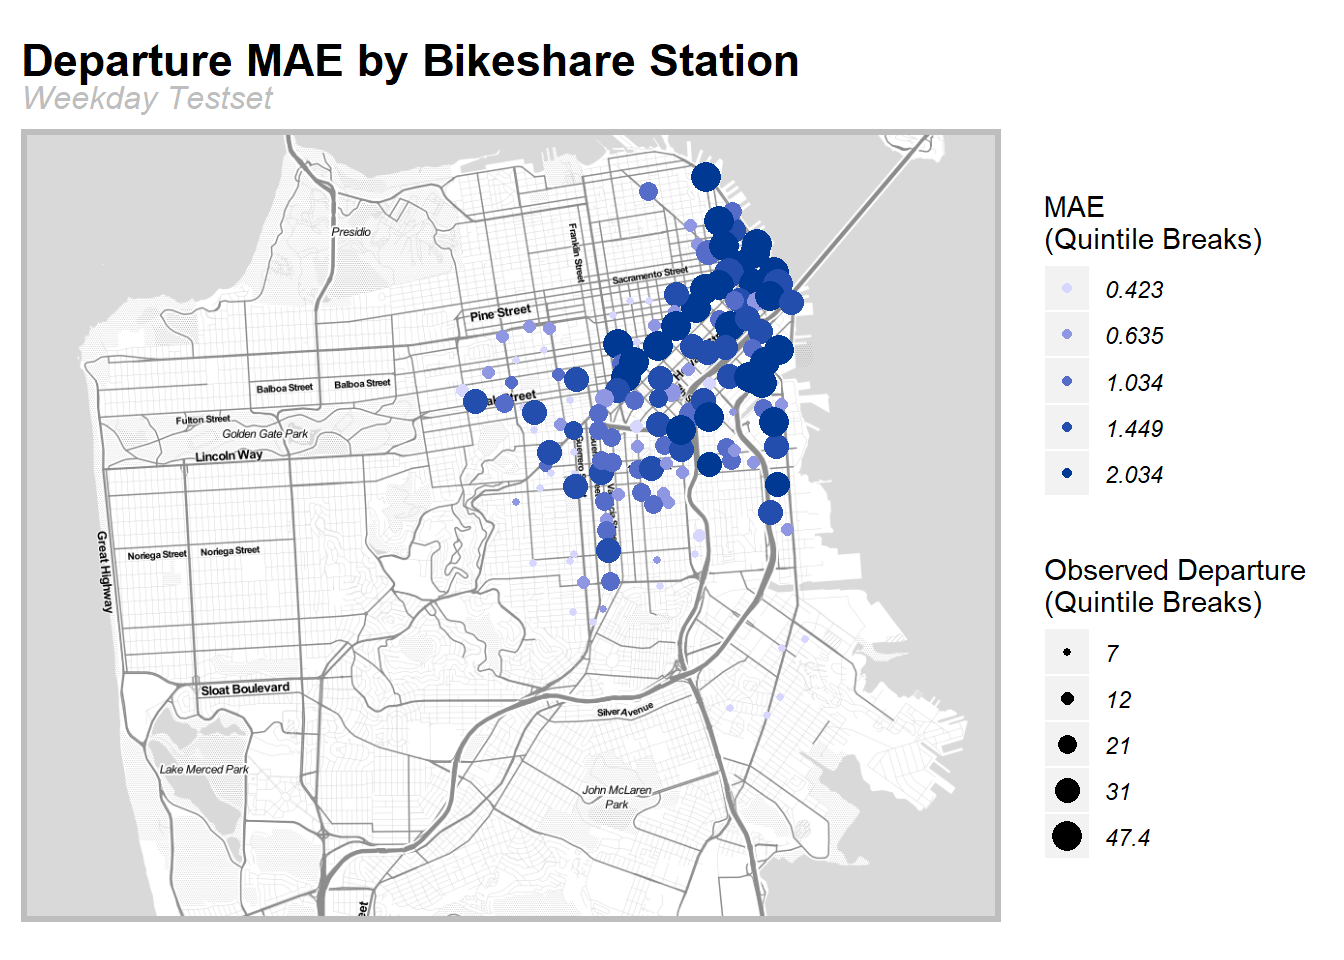 Departure MAE by Bikeshare Station
Weekday Testset
Presidio
Franklin Street
Sacramento Street
Pine Street
Balboa Street
Balboa Street
Street
Fulton Street
Golden Gate Park
Lincoln Way
Great Highway
Noriega Street
Noriega Street
Sloat Boulevard
Silver Avenue
Lake Merced Park
John McLaren
Park
MAE
(Quintile Breaks)
0.423
0.635
1.034
1.449
2.034
Observed Departure
(Quintile Breaks)
7
12
21
31
47.4